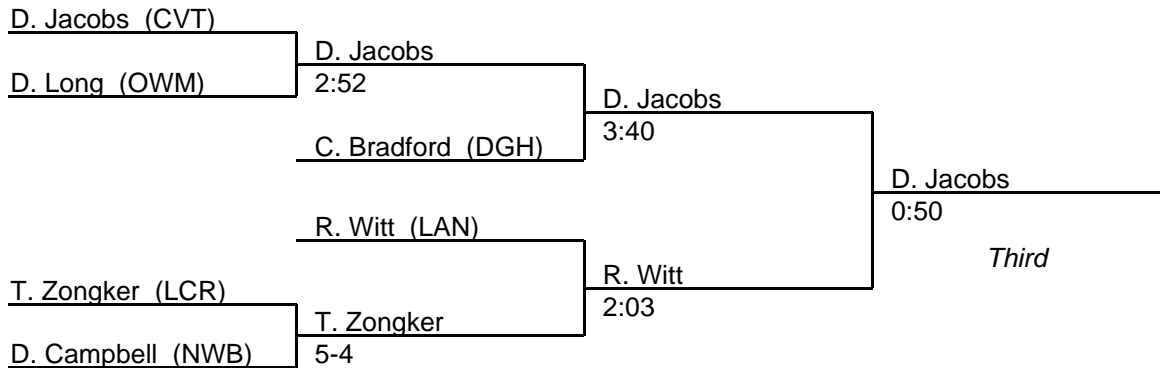 D. Jacobs (CVT)
D. Long (OWM)
D. Jacobs
2:52
C. Bradford (DGH)
D. Jacobs
3:40
R. Witt (LAN)
T. Zongker (LCR)
D. Campbell (NWB)
T. Zongker
5-4
R. Witt
2:03
D. Jacobs
0:50
Third